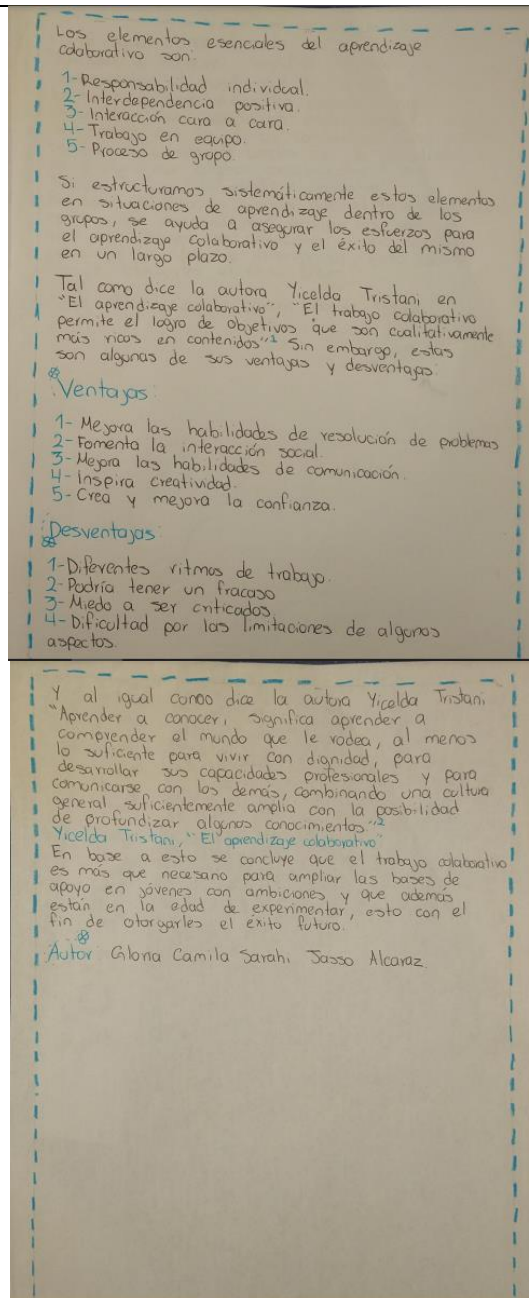 Los elementos esenciales del aprendizaje
colaborativo son:
1-Responsabilidad individual.
2-Interdependencia positiva.
3-Interacción cara a cara.
4-Trabajo en equipo.
5-Proceso de grupo.
Si estructuramos sistemáticamente estos elementos
en situaciones de aprendizaje dentro de los
grupos, se ayuda a asegurar los esfuerzos para
el aprendizaje colaborativo y el éxito del mismo
en un largo plazo.
Tal como dice la autora Yicelda Tristani en
"El aprendizaje colaborativo", "El trabajo colaborativo
permite el logro de objetivos que son cualitativamente
más ricos en contenidos"¹ Sin embargo, estas
son algunas de sus ventajas y desventajas:
Ventajas:
1-Mejora las habilidades de resolución de problemas
2-Fomenta la interacción social.
3-Mejora las habilidades de comunicación.
4-Inspira creatividad.
5-Crea y mejora la confianza.
Desventajas:
1-Diferentes ritmos de trabajo.
2-Podría tener un fracaso
3-Miedo a ser criticados
4-Dificultad por las limitaciones de algunos
aspectos.
Y al igual como dice la autora Yicelda Tristani,
"Aprender a conocer, significa aprender a
comprender el mundo que le rodea, al menos
lo suficiente para vivir con dignidad, para
desarrollar sus capacidades profesionales y para
comunicarse con los demás, combinando una cultura
general suficientemente amplia con la posibilidad
de profundizar algunos conocimientos"²
Yicelda Tristani, "El aprendizaje colaborativo"
En base a esto se concluye que el trabajo colaborativo
es más que necesario para ampliar las bases de
apoyo en jóvenes con ambiciones y que además
están en la edad de experimentar, esto con el
fin de otorgarles el éxito futuro.
Autor Gloria Camila Sarahi Jasso Alcaraz.